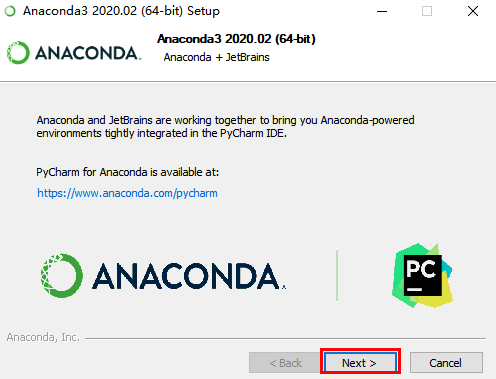 Anaconda3 2020.02 (64-bit) Setup
ANACONDA.
Anaconda3 2020.02 (64-bit)
Anaconda + JetBrains
Anaconda and JetBrains are working together to bring you Anaconda-powered
environments tightly integrated in the PyCharm IDE.
PyCharm for Anaconda is available at:
https://www.anaconda.com/pycharm
ANACONDA.
PC
Anaconda, Inc.
< Back
Next >
Cancel